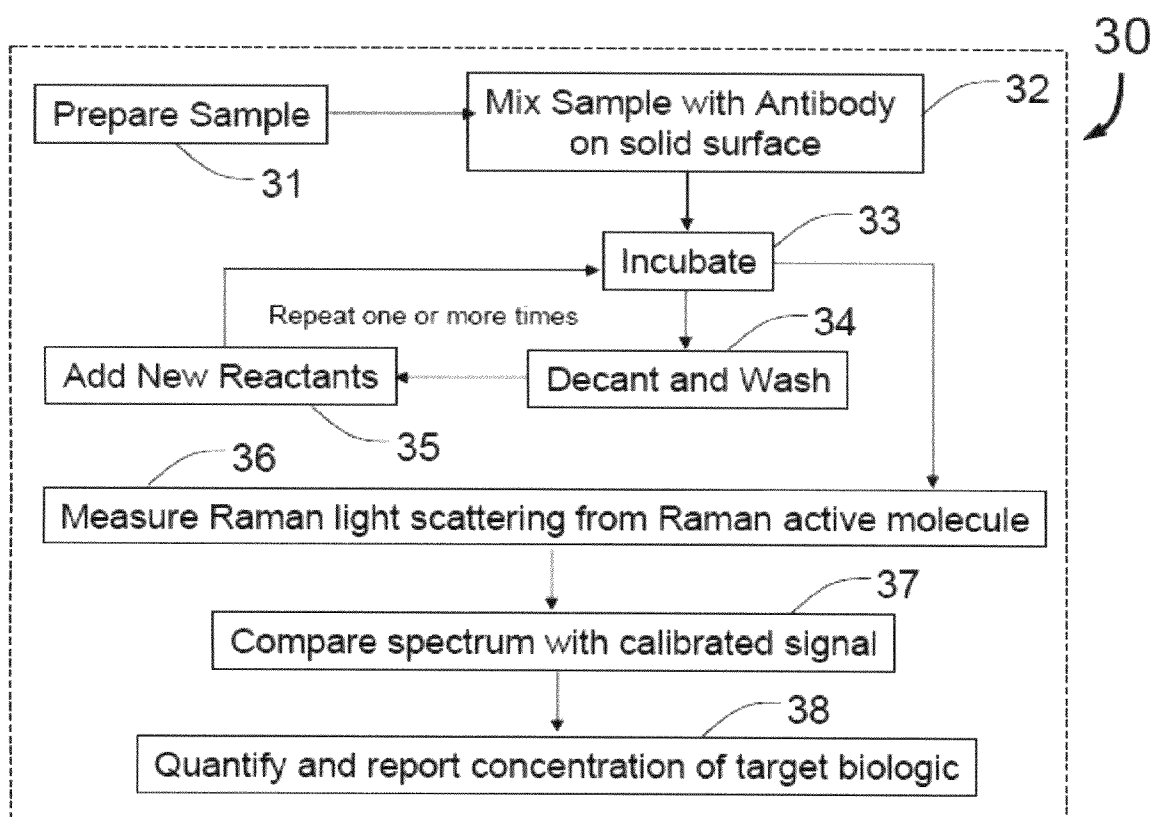 30
Prepare Sample
31
Mix Sample with Antibody
on solid surface
32
Incubate
33
Repeat one or more times
34
Add New Reactants
Decant and Wash
35
36
Measure Raman light scattering from Raman active molecule
37
Compare spectrum with calibrated signal
38
Quantify and report concentration of target biologic